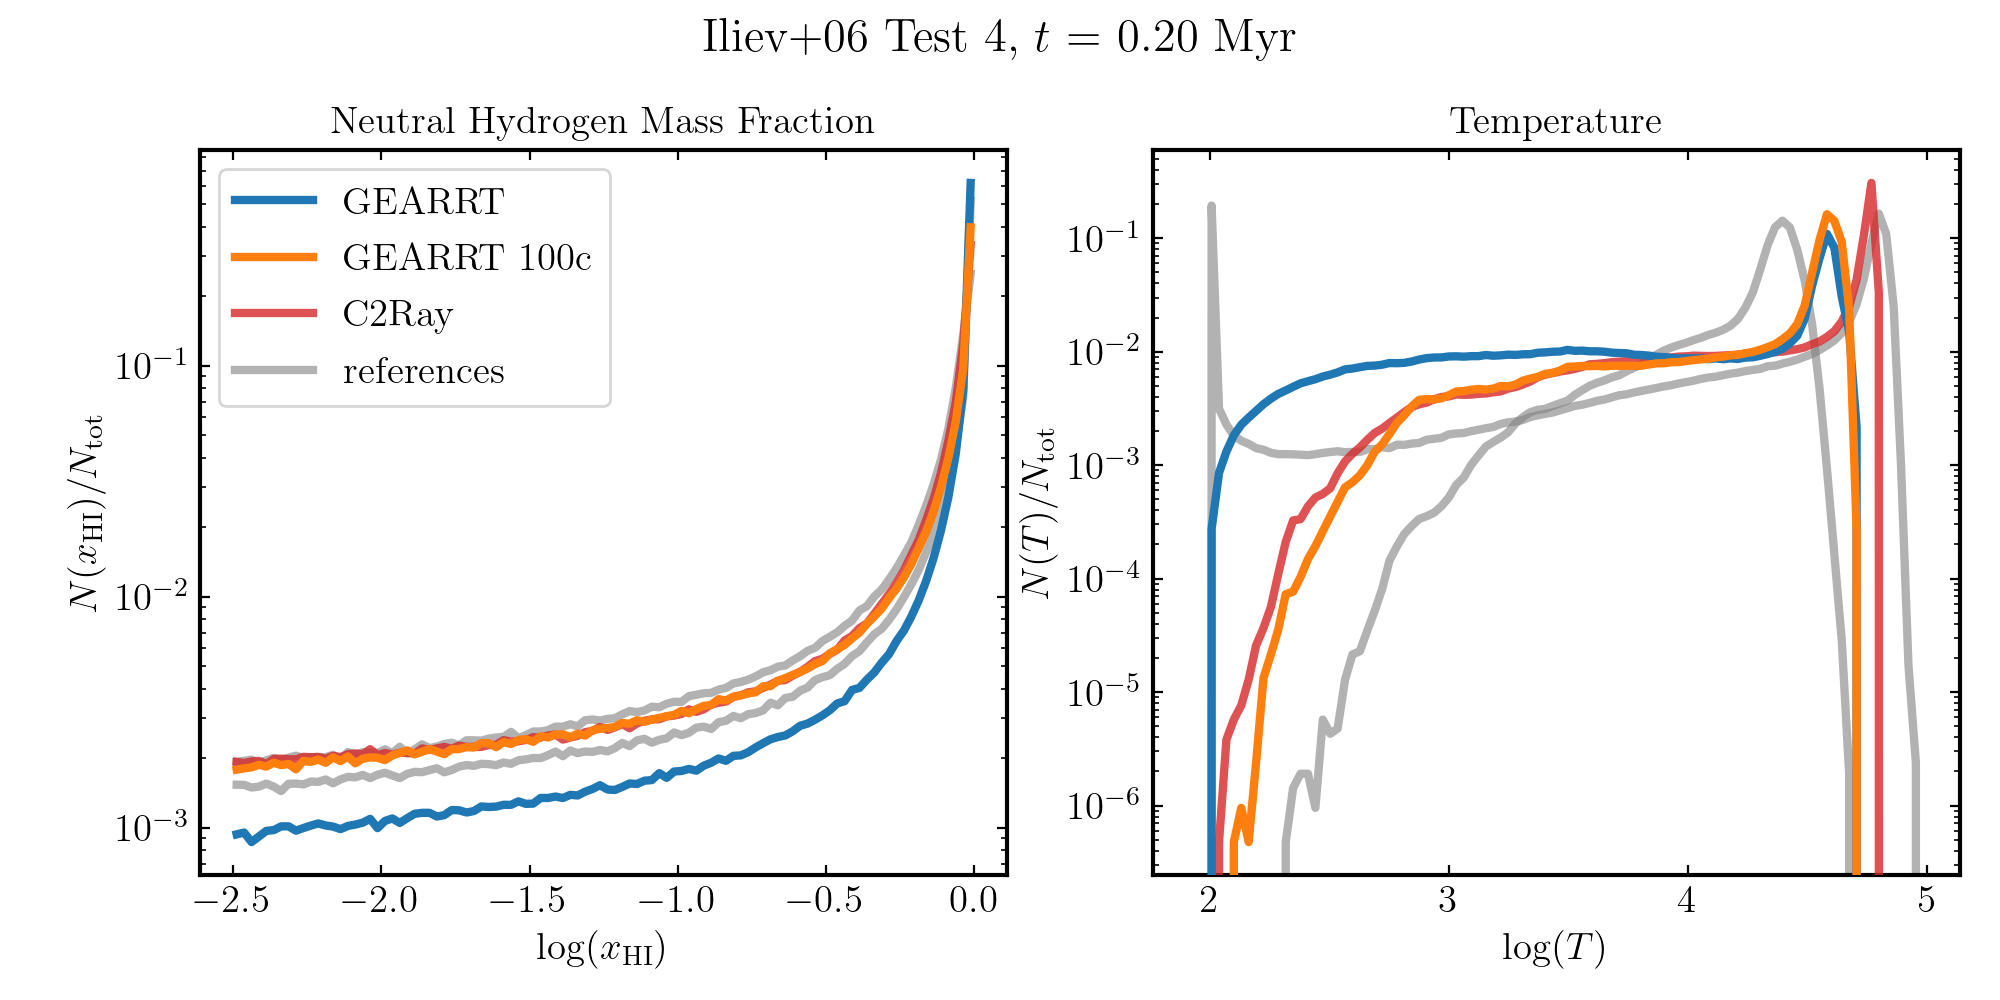 Iliev+06 Test 4, t = 0.20 Myr
Neutral Hydrogen Mass Fraction
GEARRT
GEARRT 100c
C2Ray
references
10⁻¹
10⁻²
10⁻³
N(x_HI)/N_tot
−2.5 −2.0 −1.5 −1.0 −0.5 0.0
log(x_HI)
Temperature
10⁻¹
10⁻²
10⁻³
10⁻⁴
10⁻⁵
10⁻⁶
N(T)/N_tot
2 3 4 5
log(T)